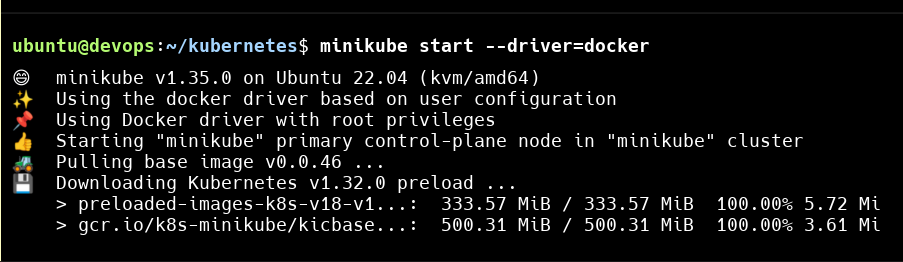 ubuntu@devops:~/kubernetes$ minikube start --driver=docker
😄 minikube v1.35.0 on Ubuntu 22.04 (kvm/amd64)
✨ Using the docker driver based on user configuration
📌 Using Docker driver with root privileges
👍 Starting "minikube" primary control-plane node in "minikube" cluster
🚜 Pulling base image v0.0.46 ...
💾 Downloading Kubernetes v1.32.0 preload ...
> preloaded-images-k8s-v18-v1...: 333.57 MiB / 333.57 MiB 100.00% 5.72 Mi
> gcr.io/k8s-minikube/kicbase...: 500.31 MiB / 500.31 MiB 100.00% 3.61 Mi